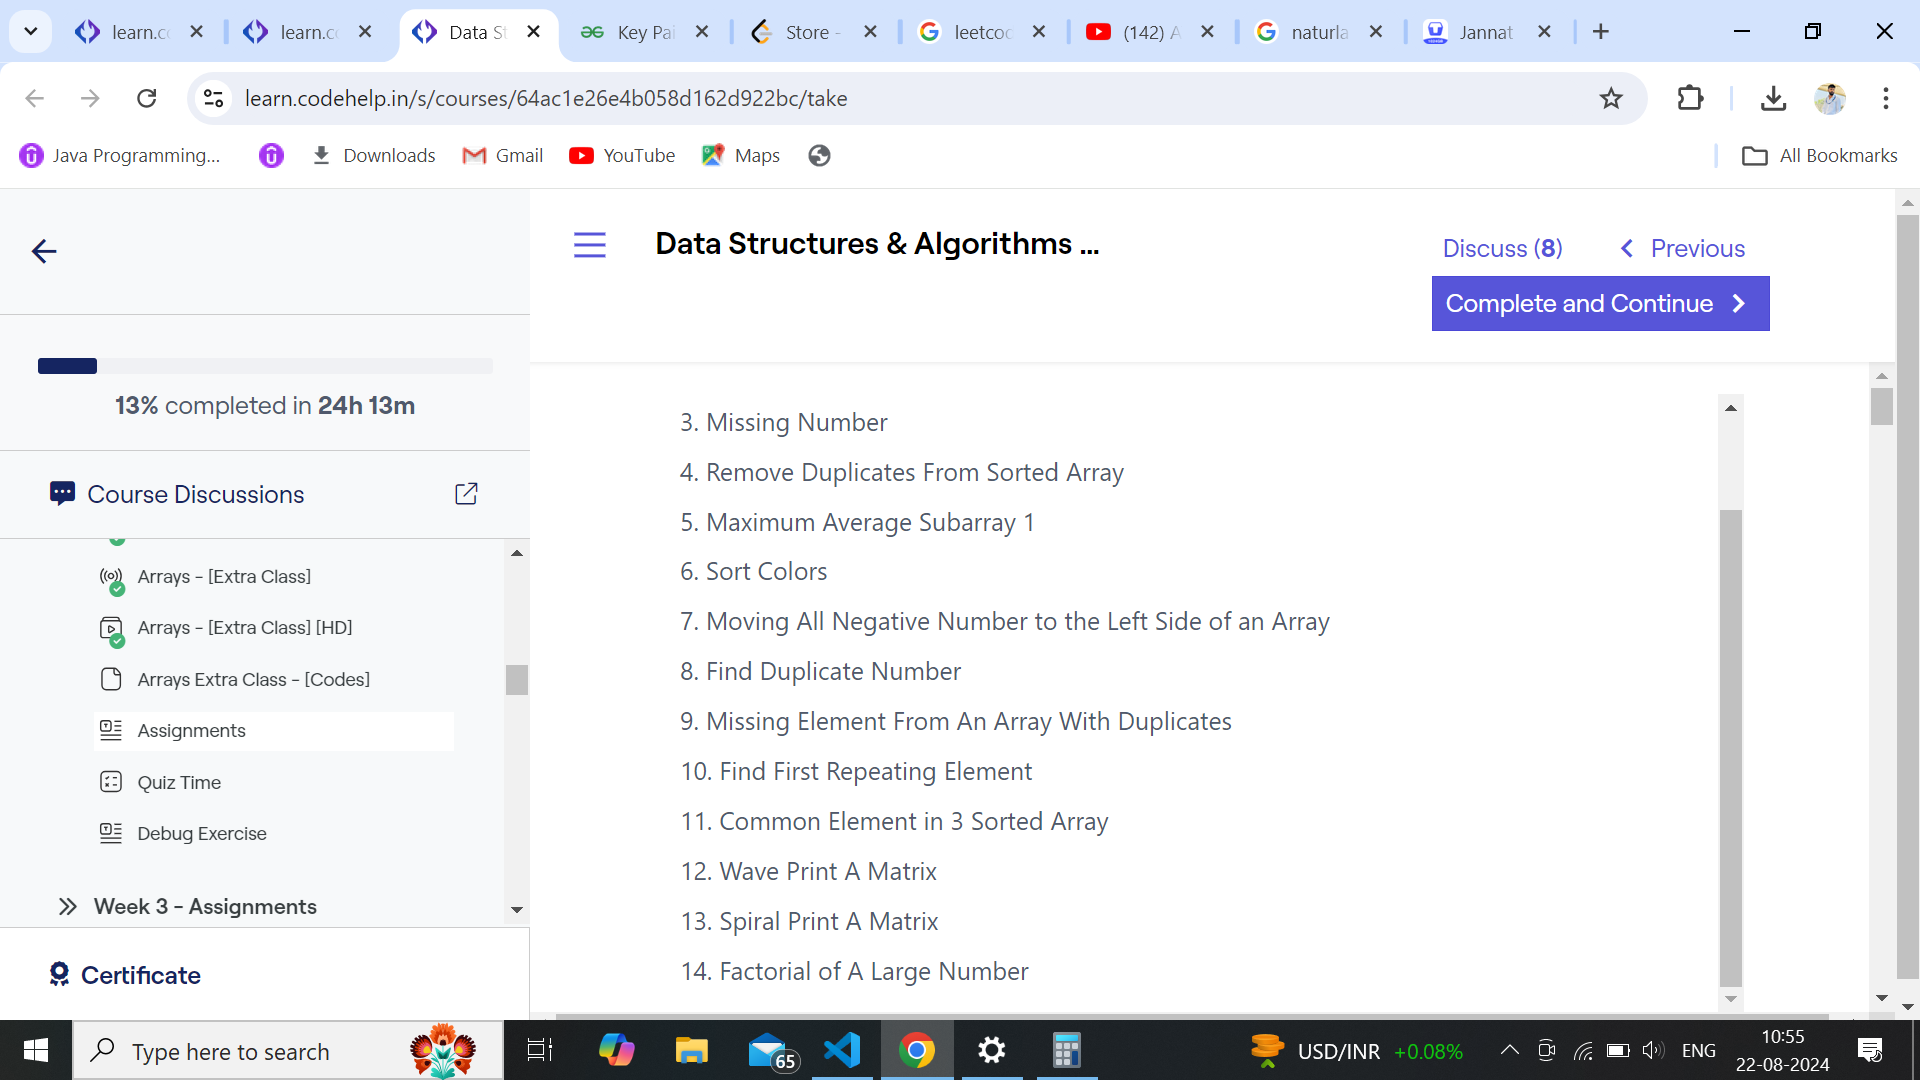 learn.c
learn.c
Data St
Key Pai
Store -
leetco
(142) A
naturla
Jannat
learn.codehelp.in/s/courses/64ac1e26e4b058d162d922bc/take
Java Programming...
Downloads
Gmail
YouTube
Maps
All Bookmarks
Data Structures & Algorithms ...
Discuss (8)
Previous
Complete and Continue
13% completed in 24h 13m
Course Discussions
Arrays - [Extra Class]
Arrays - [Extra Class] [HD]
Arrays Extra Class - [Codes]
Assignments
Quiz Time
Debug Exercise
Week 3 - Assignments
Certificate
3. Missing Number
4. Remove Duplicates From Sorted Array
5. Maximum Average Subarray 1
6. Sort Colors
7. Moving All Negative Number to the Left Side of an Array
8. Find Duplicate Number
9. Missing Element From An Array With Duplicates
10. Find First Repeating Element
11. Common Element in 3 Sorted Array
12. Wave Print A Matrix
13. Spiral Print A Matrix
14. Factorial of A Large Number
Type here to search
65
USD/INR +0.08%
ENG
10:55
22-08-2024